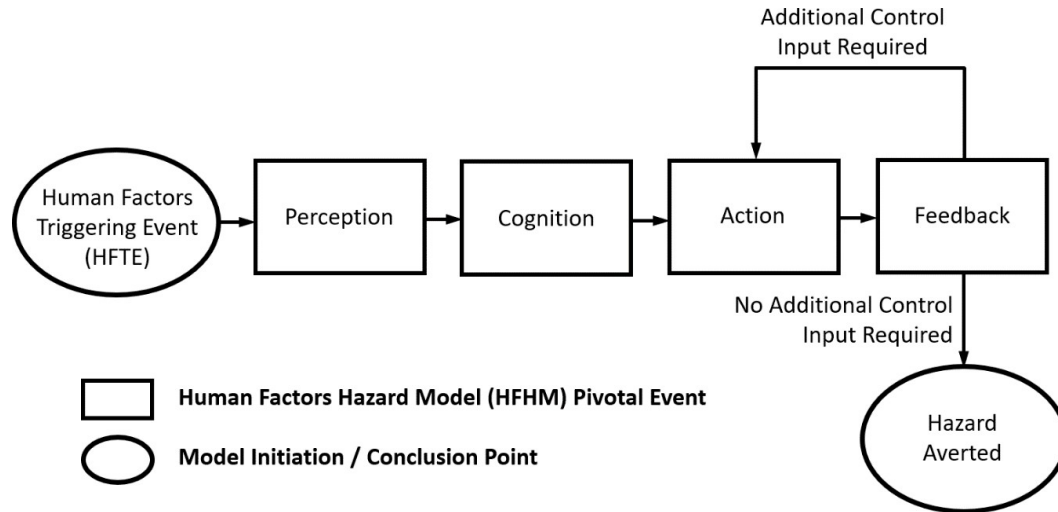 Additional Control
Input Required
Human Factors
Triggering Event
(HFTE)
Perception
Cognition
Action
Feedback
No Additional Control
Input Required
Human Factors Hazard Model (HFHM) Pivotal Event
Model Initiation / Conclusion Point
Hazard
Averted